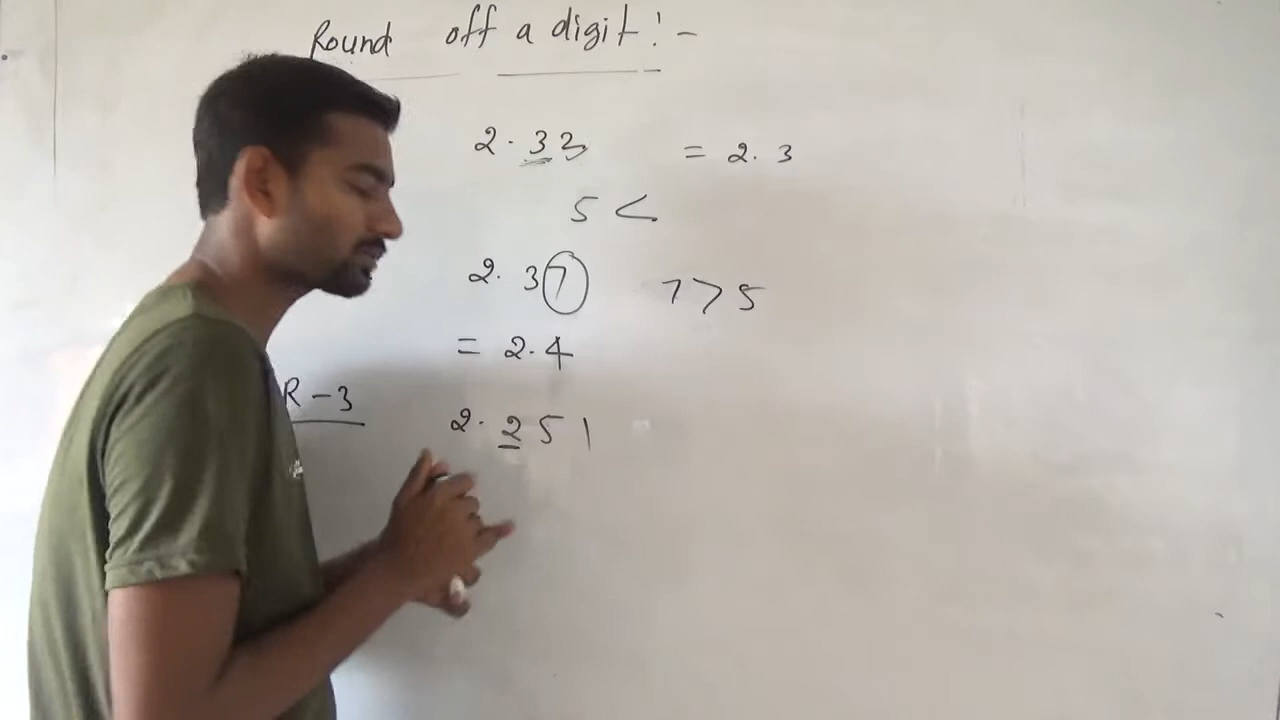 Round off a digit:-
2.33 = 2.3
5 <
2.37 7 > 5
= 2.4
R-3
2.251